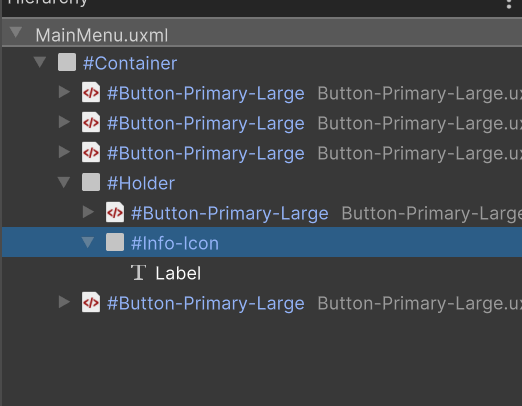 Hierarchy
MainMenu.uxml
#Container
#Button-Primary-Large Button-Primary-Large.ux
#Button-Primary-Large Button-Primary-Large.ux
#Button-Primary-Large Button-Primary-Large.ux
#Holder
#Button-Primary-Large Button-Primary-Large
#Info-Icon
Label
#Button-Primary-Large Button-Primary-Large.ux